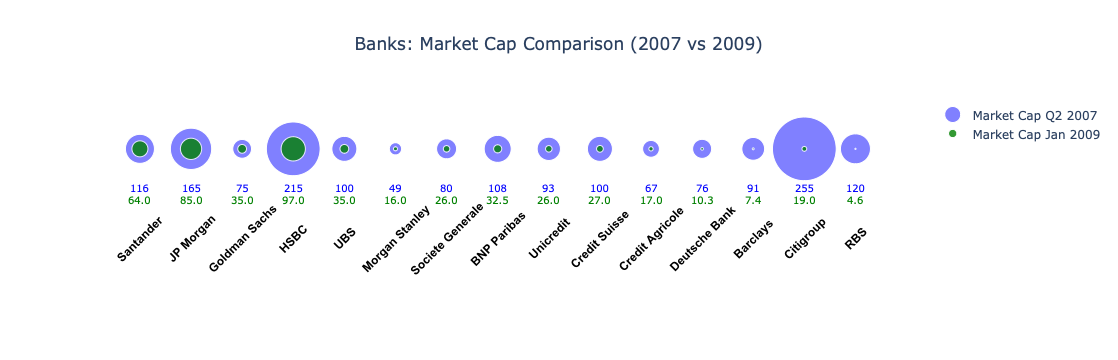 Banks: Market Cap Comparison (2007 vs 2009)
Market Cap Q2 2007
Market Cap Jan 2009
116 165 75 215 100 49 80 108 93 100 67 76 91 255 120
64.0 85.0 35.0 97.0 35.0 16.0 26.0 32.5 26.0 27.0 17.0 10.3 7.4 19.0 4.6
Santander
JP Morgan
Goldman Sachs
HSBC
UBS
Morgan Stanley
Societe Generale
BNP Paribas
Unicredit
Credit Suisse
Credit Agricole
Deutsche Bank
Barclays
Citigroup
RBS